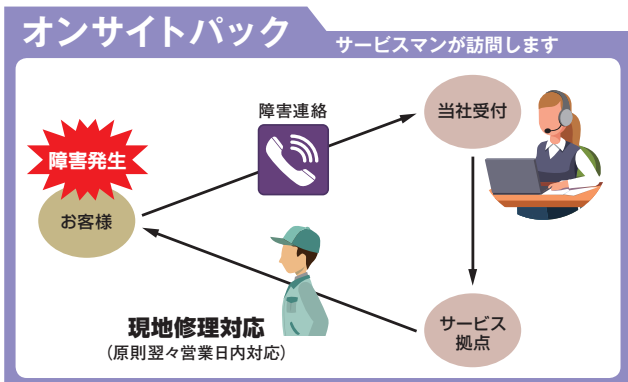 オンサイトパック
サービスマンが訪問します
障害連絡
当社受付
障害発生
お客様
現地修理対応
（原則翌々営業日内対応）
サービス
拠点